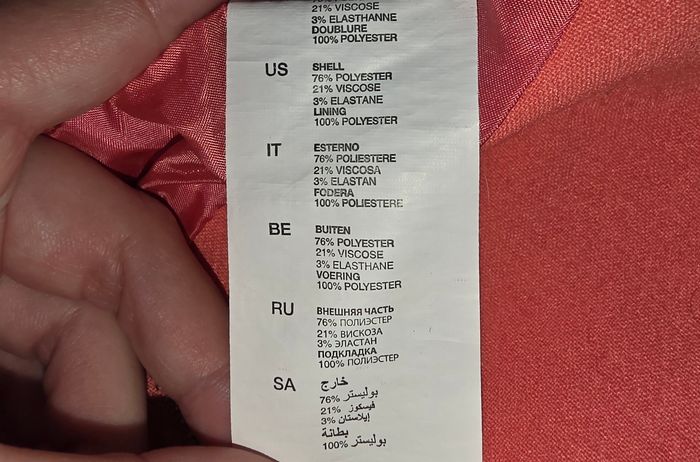 76% POLYESTER
21% VISCOSE
3% ELASTHANNE
DOUBLURE
100% POLYESTER
US SHELL
76% POLYESTER
21% VISCOSE
3% ELASTANE
LINING
100% POLYESTER
IT ESTERNO
76% POLIESTERE
21% VISCOSA
3% ELASTAN
FODERA
100% POLIESTERE
BE BUITEN
76% POLYESTER
21% VISCOSE
3% ELASTHANE
VOERING
100% POLYESTER
RU ВНЕШНЯЯ ЧАСТЬ
76% ПОЛИЭСТЕР
21% ВИСКОЗА
3% ЭЛАСТАН
ПОДКЛАДКА
100% ПОЛИЭСТЕР
SA خارج
76% بوليستر
21% فيسكوز
3% إيلاستان
بطانة
100% بوليستر